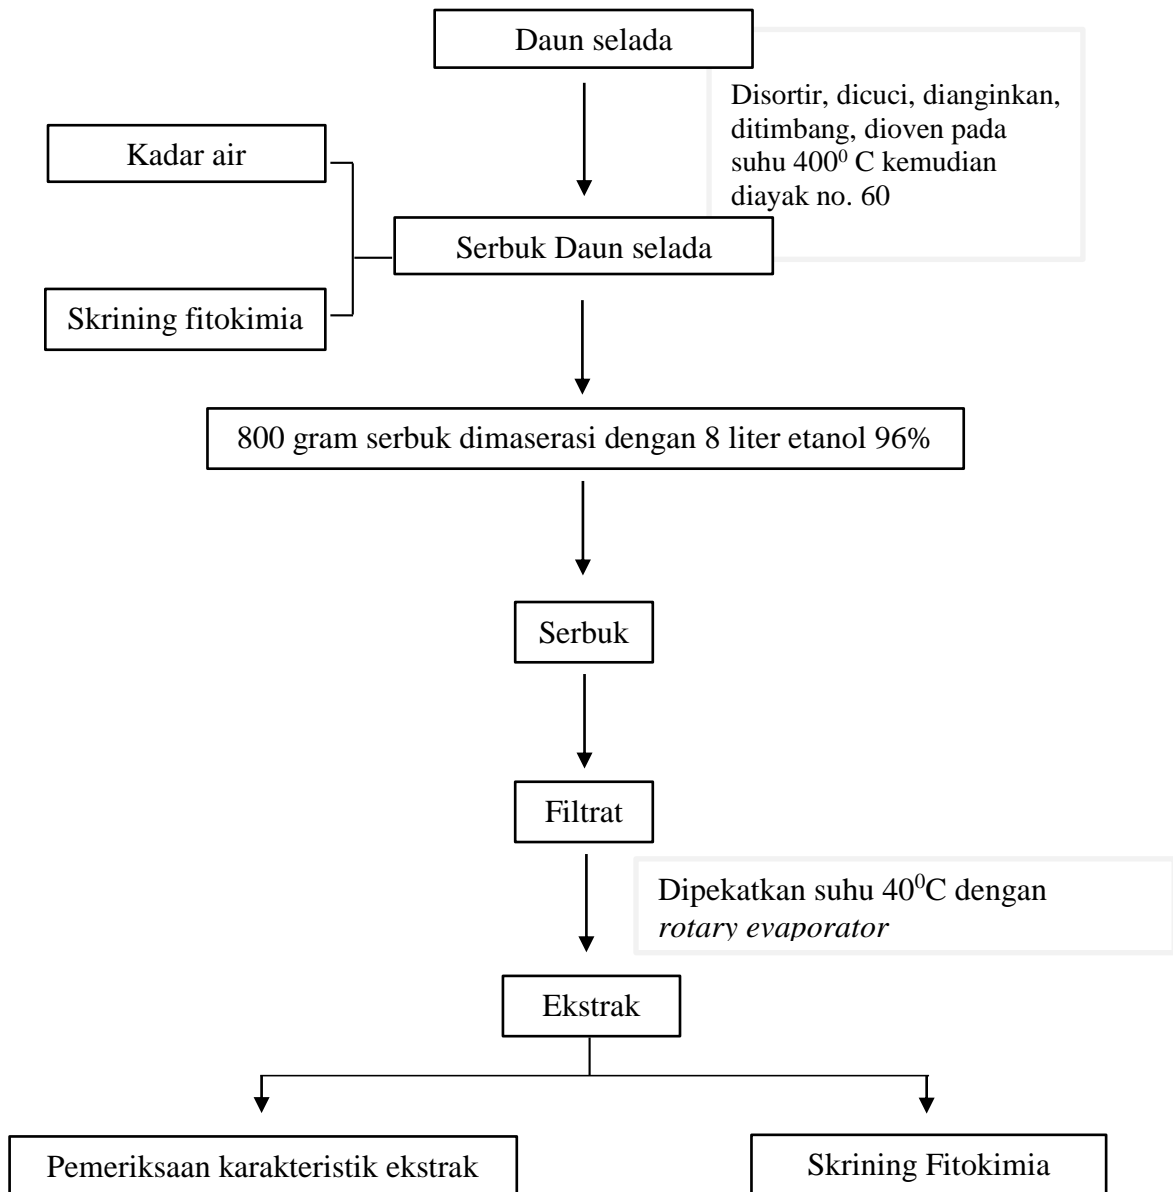 Daun selada
Disortir, dicuci, dianginkan,
ditimbang, dioven pada
suhu 400⁰ C kemudian
diayak no. 60
Kadar air
Serbuk Daun selada
Skrining fitokimia
800 gram serbuk dimaserasi dengan 8 liter etanol 96%
Serbuk
Filtrat
Dipekatkan suhu 40⁰C dengan
rotary evaporator
Ekstrak
Pemeriksaan karakteristik ekstrak
Skrining Fitokimia